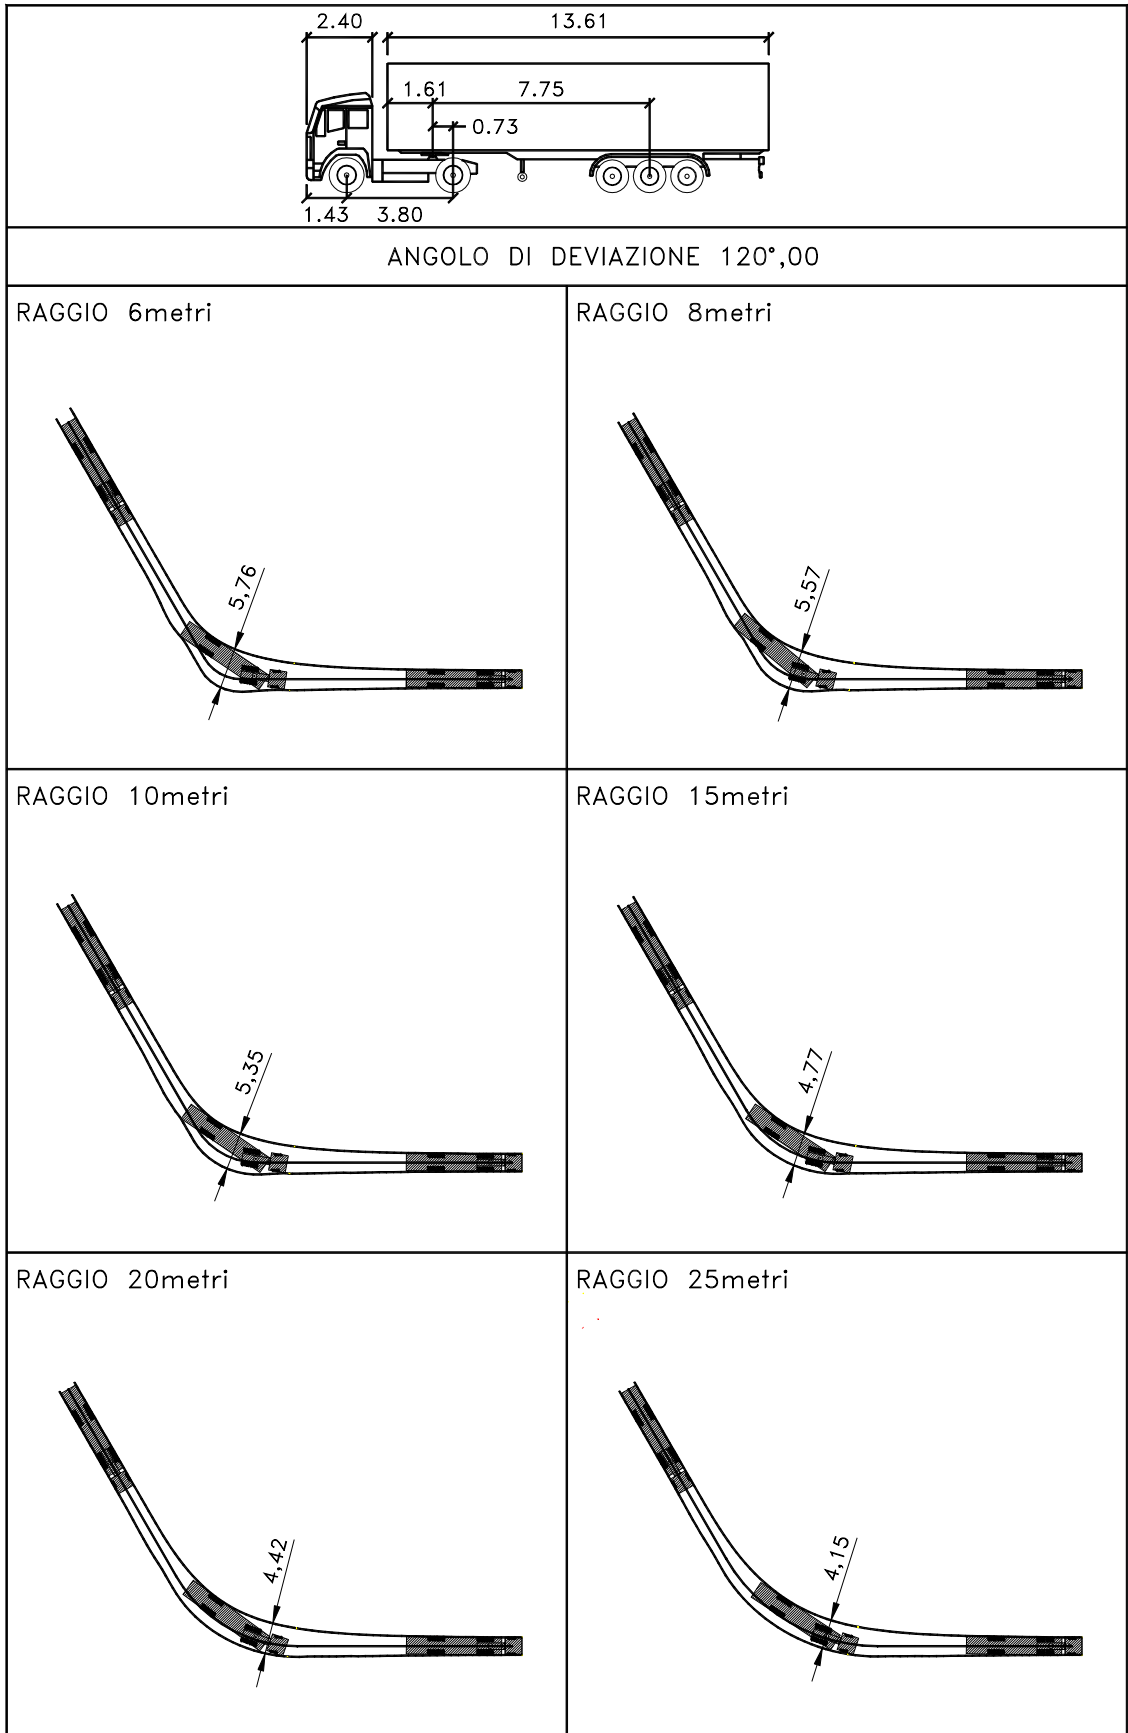 2.40
13.61
1.61
7.75
0.73
1.43
3.80
ANGOLO DI DEVIAZIONE 120°,00
RAGGIO 6metri
RAGGIO 8metri
5,76
5,57
RAGGIO 10metri
RAGGIO 15metri
5,35
4,77
RAGGIO 20metri
RAGGIO 25metri
4,42
4,15